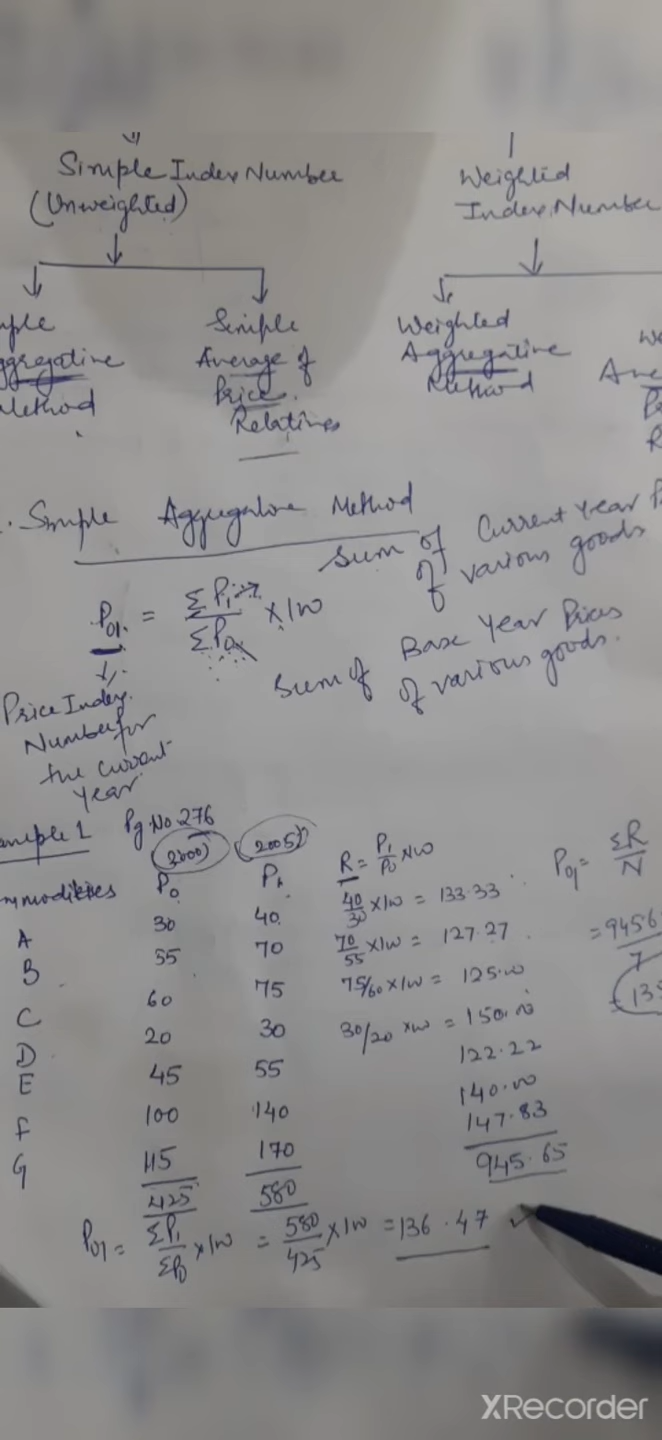 Simple Index Number
(Unweighted)
Weighted
Index Number
Simple
Average of
Price
Relatives
Weighted
Aggregative
Method
ggregative
Method
Simple Aggregative Method
P01 = ΣP1 / ΣP0 × 100
Sum of Current Year
of various goods
Sum of Base Year Prices
of various goods.
Price Index
Number for
the current
year
Example 1 Pg No 276
(2000) (2005)
mmodities P0 P1 R = P1/P0 × 100 P01 = ΣR/N
A 30 40 40/30 × 100 = 133.33
B 55 70 70/55 × 100 = 127.27
C 60 75 75/60 × 100 = 125.00
D 20 30 30/20 × 100 = 150.00
E 45 55 122.22
F 100 140 140.00
G 115 170 147.83
425 580 945.65
P01 = ΣP1/ΣP0 × 100 = 580/425 × 100 = 136.47
XRecorder